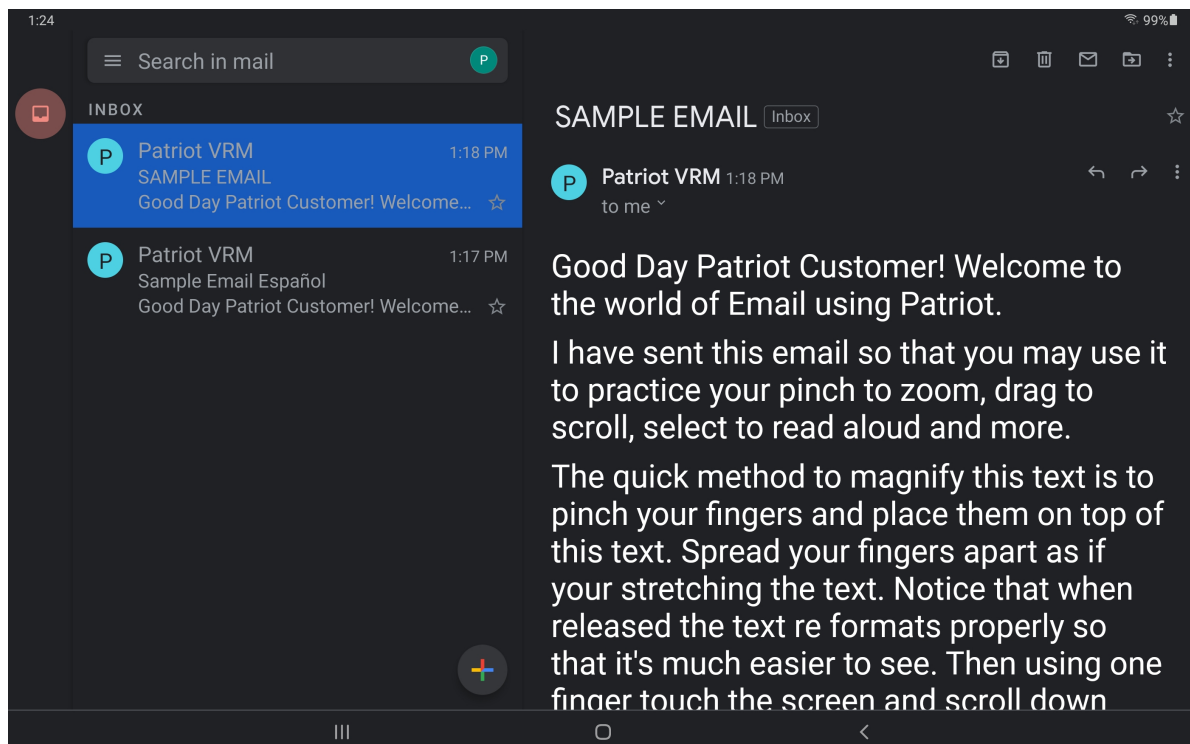 1:24
99%
Search in mail
P
INBOX
P
Patriot VRM
1:18 PM
SAMPLE EMAIL
Good Day Patriot Customer! Welcome...
P
Patriot VRM
1:17 PM
Sample Email Español
Good Day Patriot Customer! Welcome...
SAMPLE EMAIL Inbox
P
Patriot VRM 1:18 PM
to me
Good Day Patriot Customer! Welcome to
the world of Email using Patriot.
I have sent this email so that you may use it
to practice your pinch to zoom, drag to
scroll, select to read aloud and more.
The quick method to magnify this text is to
pinch your fingers and place them on top of
this text. Spread your fingers apart as if
your stretching the text. Notice that when
released the text re formats properly so
that it's much easier to see. Then using one
finger touch the screen and scroll down